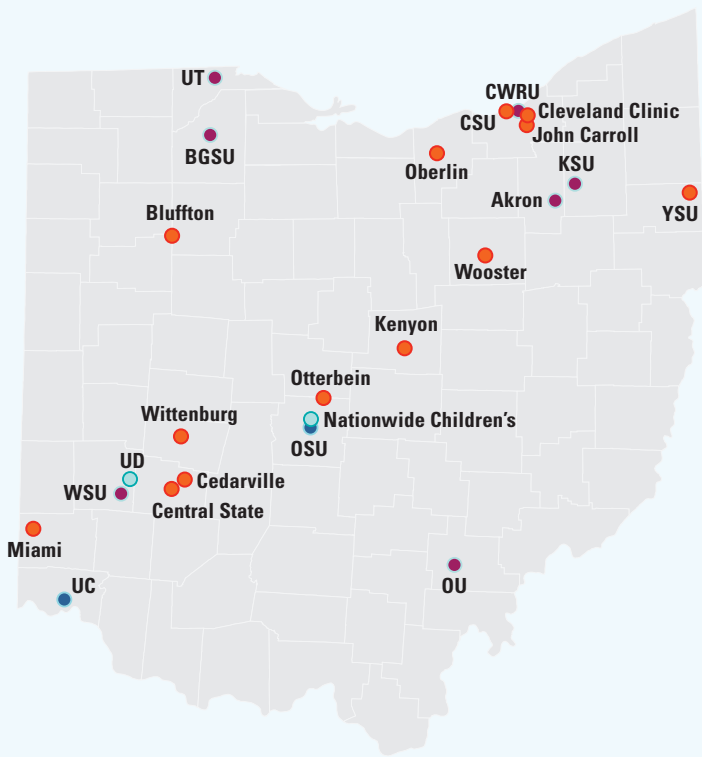 UT
CWRU
Cleveland Clinic
CSU
John Carroll
BGSU
KSU
Oberlin
Akron
YSU
Bluffton
Wooster
Kenyon
Otterbein
Wittenburg
Nationwide Children's
OSU
UD
Cedarville
WSU
Central State
Miami
OU
UC